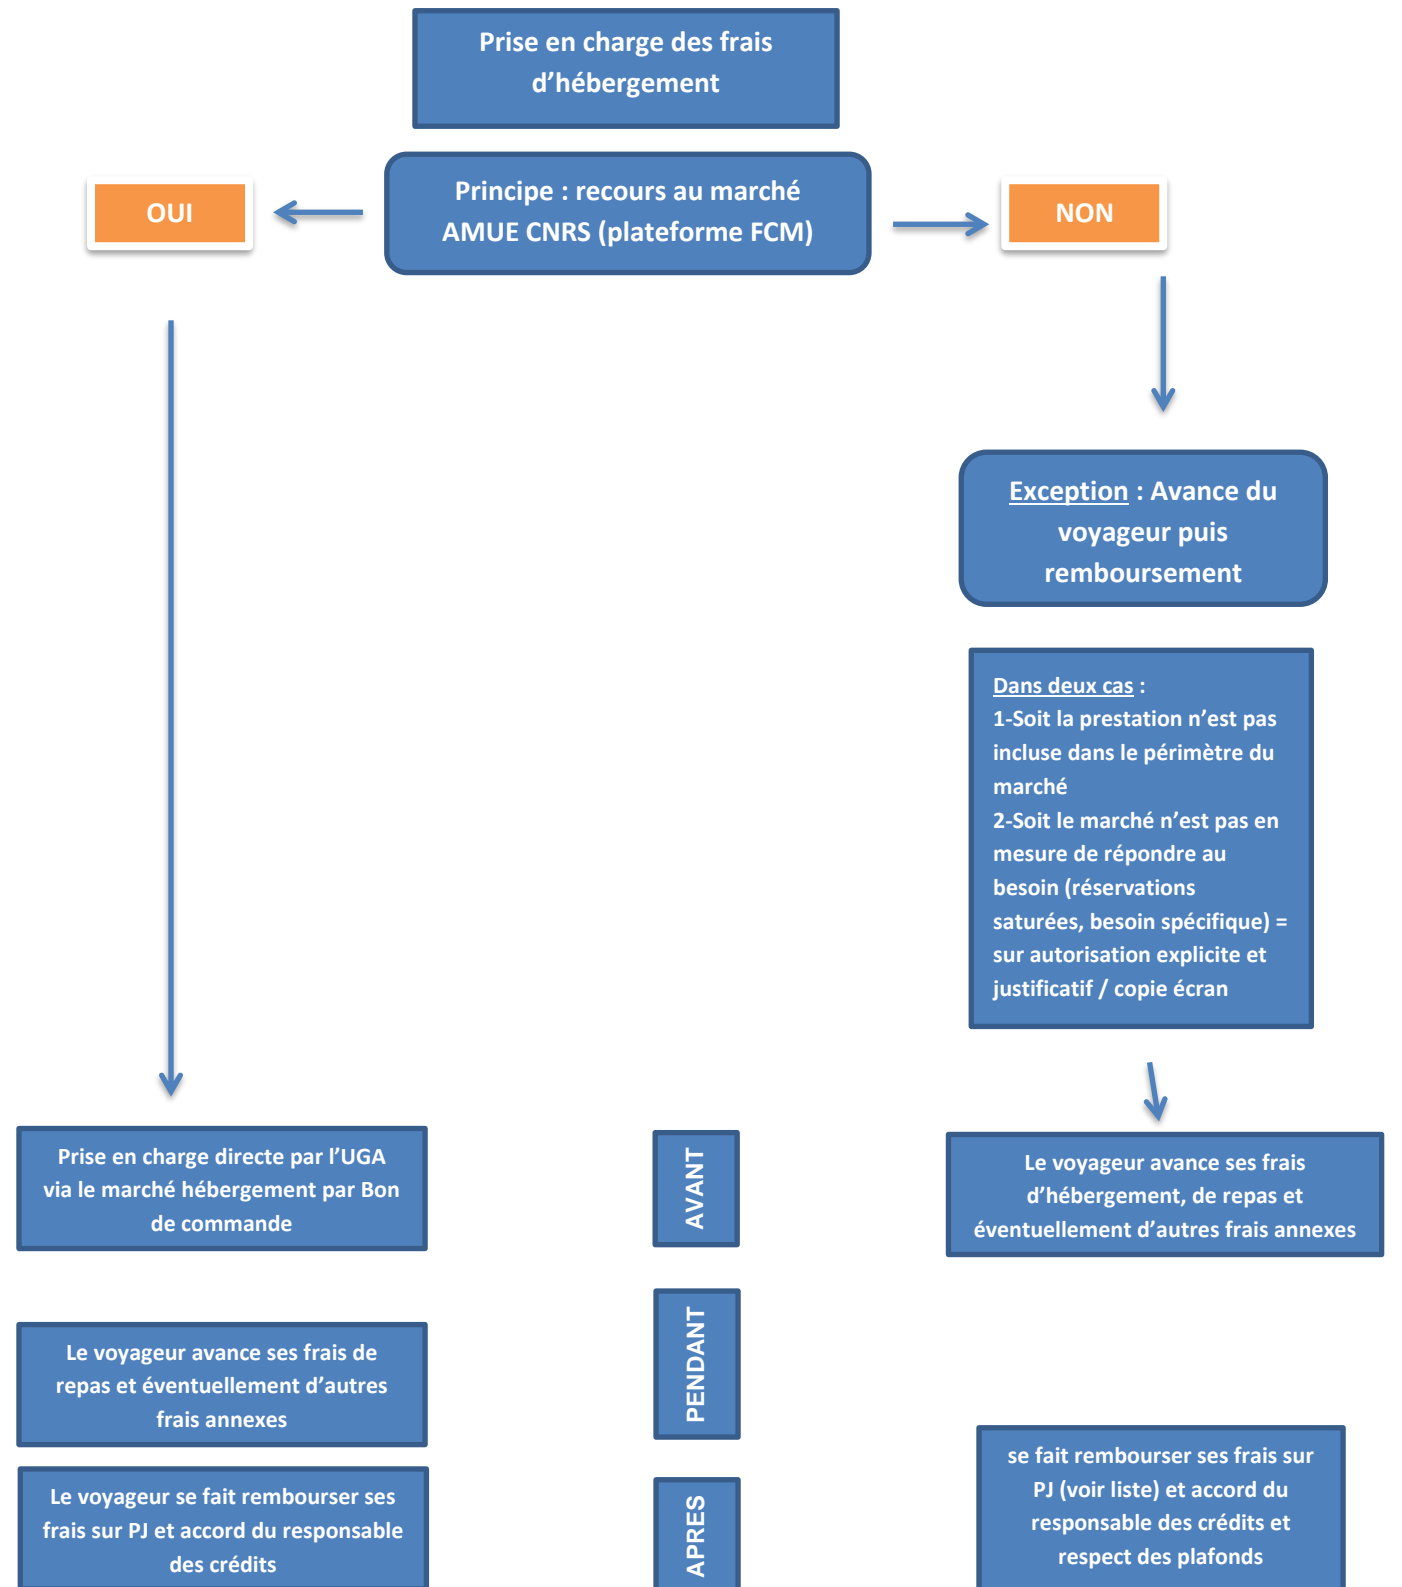 Prise en charge des frais
d’hébergement
Principe : recours au marché
AMUE CNRS (plateforme FCM)
OUI
NON
Exception : Avance du
voyageur puis
remboursement
Dans deux cas :
1-Soit la prestation n’est pas
incluse dans le périmètre du
marché
2-Soit le marché n’est pas en
mesure de répondre au
besoin (réservations
saturées, besoin spécifique) =
sur autorisation explicite et
justificatif / copie écran
Prise en charge directe par l’UGA
via le marché hébergement par Bon
de commande
AVANT
Le voyageur avance ses frais
d’hébergement, de repas et
éventuellement d’autres frais annexes
Le voyageur avance ses frais de
repas et éventuellement d’autres
frais annexes
PENDANT
Le voyageur se fait rembourser ses
frais sur PJ et accord du responsable
des crédits
APRES
se fait rembourser ses frais sur
PJ (voir liste) et accord du
responsable des crédits et
respect des plafonds